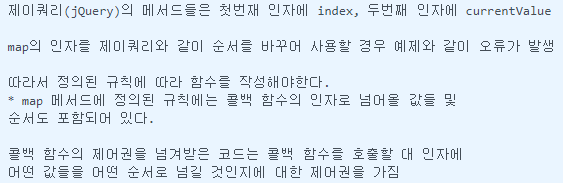 제이쿼리(jQuery)의 메서드들은 첫번재 인자에 index, 두번째 인자에 currentValue
map의 인자를 제이쿼리와 같이 순서를 바꾸어 사용할 경우 예제와 같이 오류가 발생
따라서 정의된 규칙에 따라 함수를 작성해야한다.
* map 메서드에 정의된 규칙에는 콜백 함수의 인자로 넘어올 값들 및
순서도 포함되어 있다.
콜백 함수의 제어권을 넘겨받은 코드는 콜백 함수를 호출할 대 인자에
어떤 값들을 어떤 순서로 넘길 것인지에 대한 제어권을 가짐